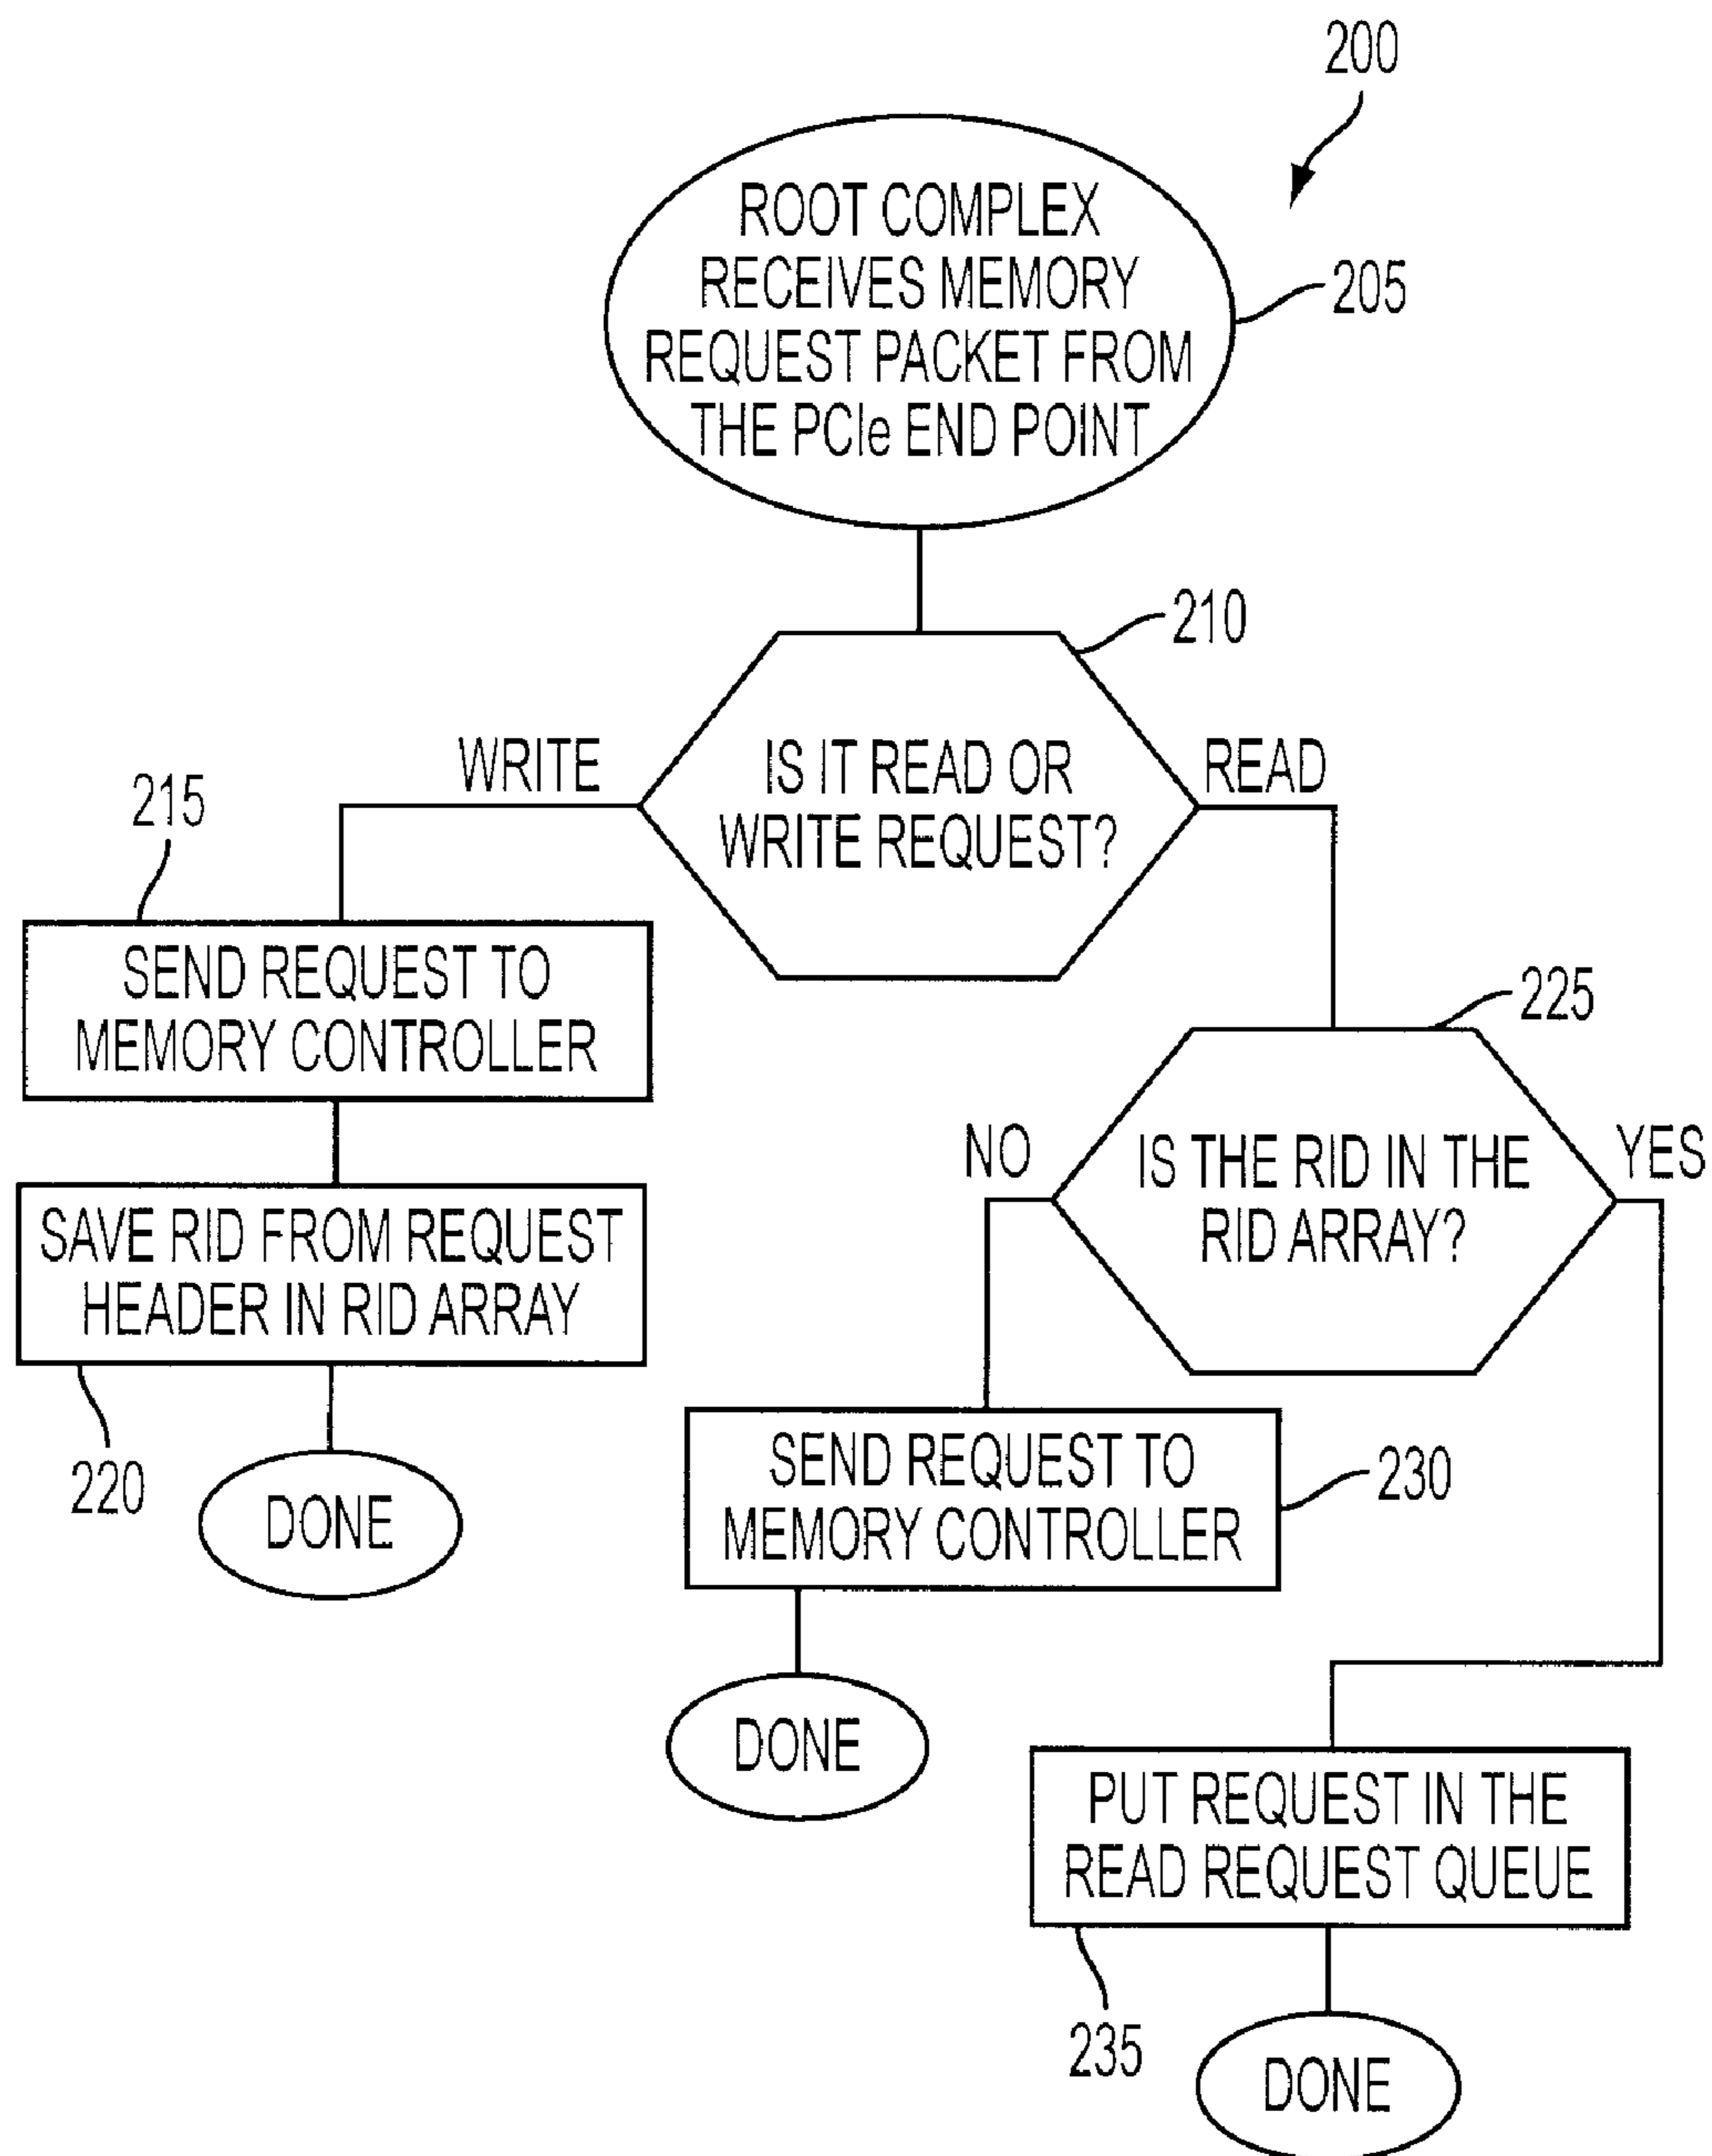 200
ROOT COMPLEX
RECEIVES MEMORY
REQUEST PACKET FROM
THE PCIe END POINT
205
210
IS IT READ OR
WRITE REQUEST?
WRITE
READ
215
SEND REQUEST TO
MEMORY CONTROLLER
SAVE RID FROM REQUEST
HEADER IN RID ARRAY
220
DONE
225
IS THE RID IN THE
RID ARRAY?
NO
YES
SEND REQUEST TO
MEMORY CONTROLLER
230
DONE
PUT REQUEST IN THE
READ REQUEST QUEUE
235
DONE